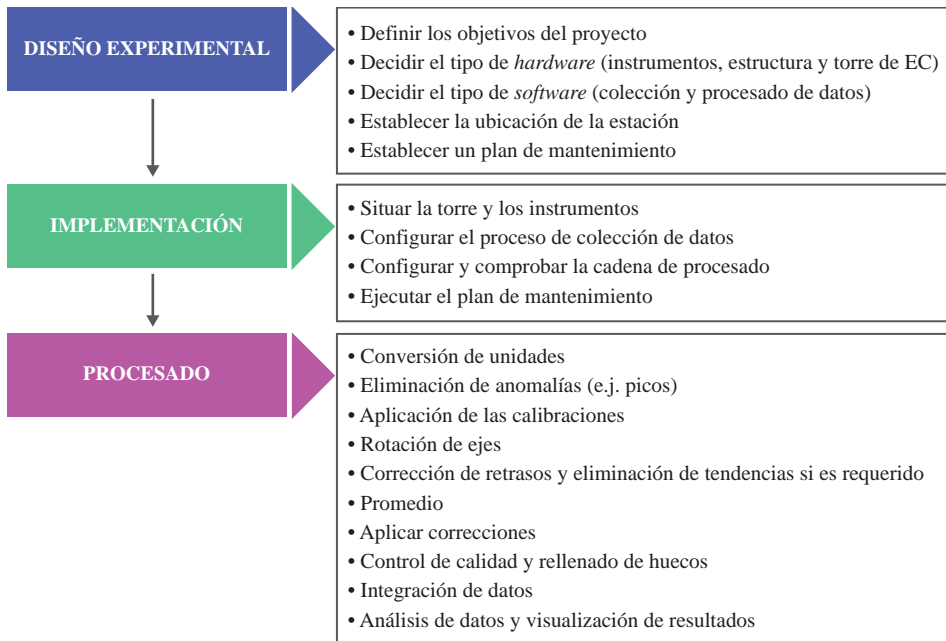 DISEÑO EXPERIMENTAL
• Definir los objetivos del proyecto
• Decidir el tipo de hardware (instrumentos, estructura y torre de EC)
• Decidir el tipo de software (colección y procesado de datos)
• Establecer la ubicación de la estación
• Establecer un plan de mantenimiento
IMPLEMENTACIÓN
• Situar la torre y los instrumentos
• Configurar el proceso de colección de datos
• Configurar y comprobar la cadena de procesado
• Ejecutar el plan de mantenimiento
PROCESADO
• Conversión de unidades
• Eliminación de anomalías (e.j. picos)
• Aplicación de las calibraciones
• Rotación de ejes
• Corrección de retrasos y eliminación de tendencias si es requerido
• Promedio
• Aplicar correcciones
• Control de calidad y rellenado de huecos
• Integración de datos
• Análisis de datos y visualización de resultados